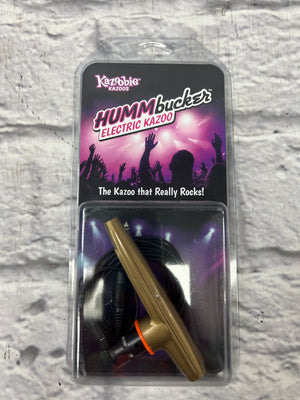 Kazoobie
KAZOOS
HUMMbucker
ELECTRIC KAZOO
The Kazoo that Really Rocks!